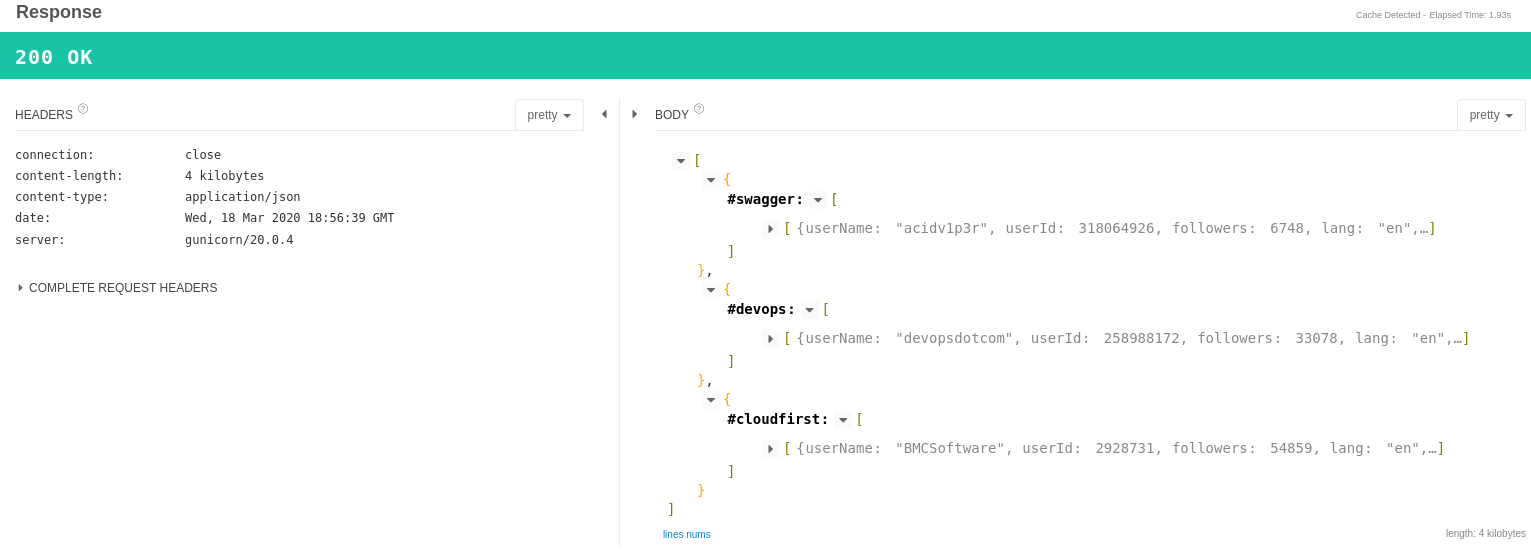 Response
Cache Detected - Elapsed Time: 1.93s
200 OK
HEADERS ?
pretty
connection: close
content-length: 4 kilobytes
content-type: application/json
date: Wed, 18 Mar 2020 18:56:39 GMT
server: gunicorn/20.0.4
COMPLETE REQUEST HEADERS
BODY ?
pretty
[
{
#swagger: [
[ {userName: "acidv1p3r", userId: 318064926, followers: 6748, lang: "en",…]
]
},
{
#devops: [
[ {userName: "devopsdotcom", userId: 258988172, followers: 33078, lang: "en",…]
]
},
{
#cloudfirst: [
[ {userName: "BMCSoftware", userId: 2928731, followers: 54859, lang: "en",…]
]
}
]
lines nums
length: 4 kilobytes